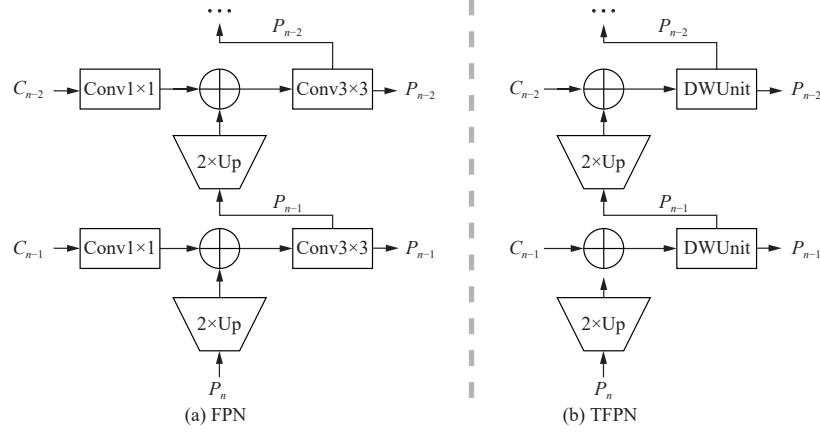 ...
P_{n-2}
C_{n-2} Conv1×1 Conv3×3 P_{n-2}
2×Up
P_{n-1}
C_{n-1} Conv1×1 Conv3×3 P_{n-1}
2×Up
P_n
(a) FPN
...
P_{n-2}
C_{n-2} DWUnit P_{n-2}
2×Up
P_{n-1}
C_{n-1} DWUnit P_{n-1}
2×Up
P_n
(b) TFPN